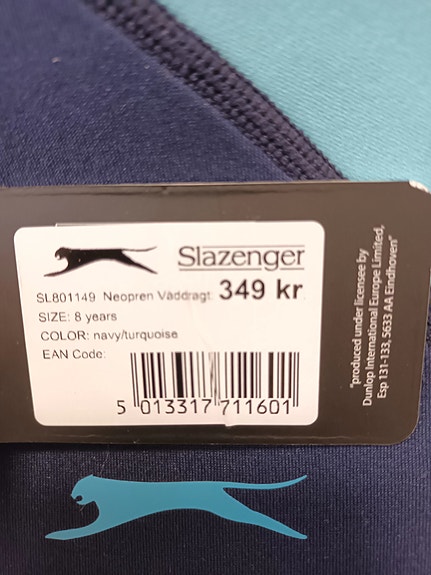 Slazenger
SL801149 Neopren Våddragt 349 kr
SIZE: 8 years
COLOR: navy/turquoise
EAN Code:
5 013317 711601
"produced under licensee by
Dunlop International Europe Limited,
Esp 131-133, 5633 AA Eindhoven"